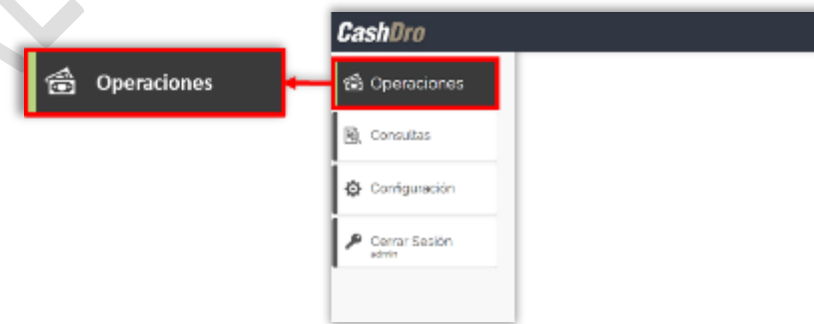 CashDro
Operaciones
Operaciones
Consultas
Configuración
Cerrar Sesión
admin